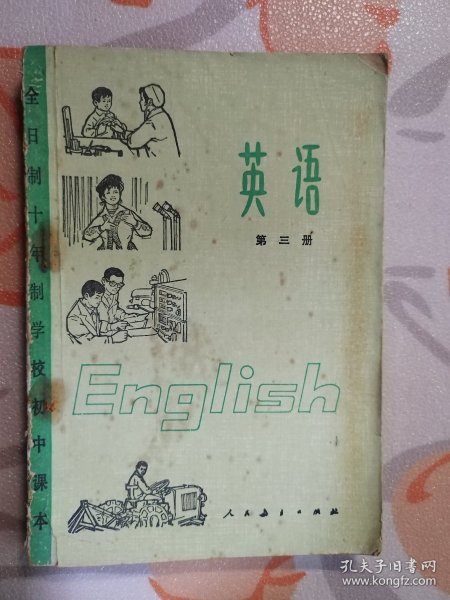 全日制十年制学校初中课本
英语
第三册
English
人民教育出版社
孔夫子旧书网
www.kongfz.com